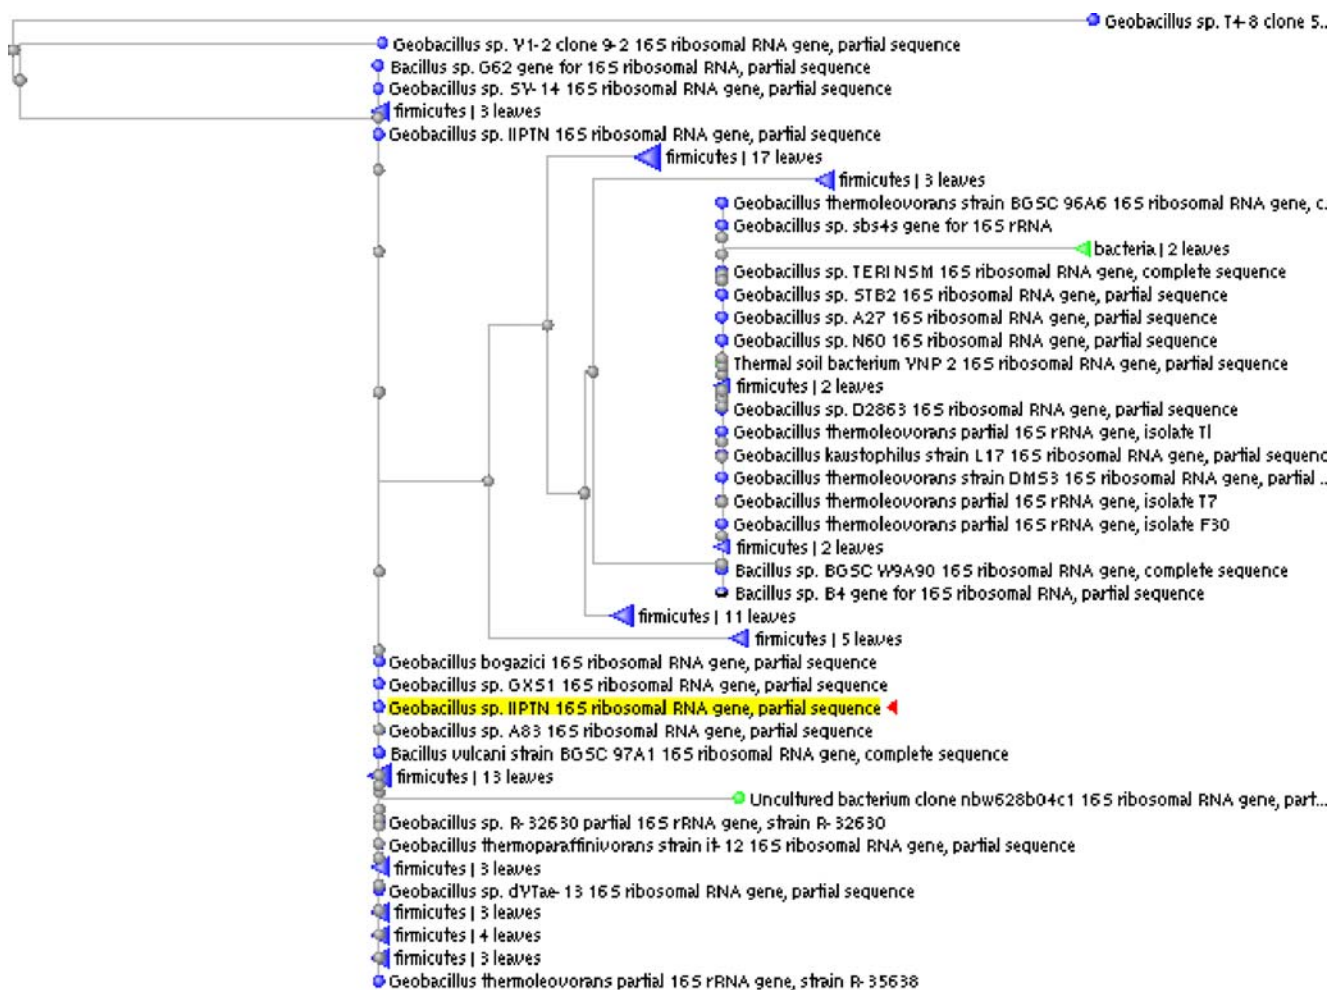 Geobacillus sp. T4-8 clone 5..
Geobacillus sp. Y1-2 clone 9-2 16S ribosomal RNA gene, partial sequence
Bacillus sp. G62 gene for 16S ribosomal RNA, partial sequence
Geobacillus sp. SY-14 16S ribosomal RNA gene, partial sequence
firmicutes | 3 leaves
Geobacillus sp. IIPTN 16S ribosomal RNA gene, partial sequence
firmicutes | 17 leaves
firmicutes | 3 leaves
Geobacillus thermoleovorans strain BGSC 96A6 16S ribosomal RNA gene, c..
Geobacillus sp. sbs4s gene for 16S rRNA
bacteria | 2 leaves
Geobacillus sp. TERI NSM 16S ribosomal RNA gene, complete sequence
Geobacillus sp. STB2 16S ribosomal RNA gene, partial sequence
Geobacillus sp. A27 16S ribosomal RNA gene, partial sequence
Geobacillus sp. N60 16S ribosomal RNA gene, partial sequence
Thermal soil bacterium YNP 2 16S ribosomal RNA gene, partial sequence
firmicutes | 2 leaves
Geobacillus sp. D2863 16S ribosomal RNA gene, partial sequence
Geobacillus thermoleovorans partial 16S rRNA gene, isolate Tl
Geobacillus kaustophilus strain L17 16S ribosomal RNA gene, partial sequenc
Geobacillus thermoleovorans strain DMS3 16S ribosomal RNA gene, partial ..
Geobacillus thermoleovorans partial 16S rRNA gene, isolate T7
Geobacillus thermoleovorans partial 16S rRNA gene, isolate F30
firmicutes | 2 leaves
Bacillus sp. BGSC W9A90 16S ribosomal RNA gene, complete sequence
Bacillus sp. B4 gene for 16S ribosomal RNA, partial sequence
firmicutes | 11 leaves
firmicutes | 5 leaves
Geobacillus bogazici 16S ribosomal RNA gene, partial sequence
Geobacillus sp. GXS1 16S ribosomal RNA gene, partial sequence
Geobacillus sp. IIPTN 16S ribosomal RNA gene, partial sequence
Geobacillus sp. A83 16S ribosomal RNA gene, partial sequence
Bacillus vulcani strain BGSC 97A1 16S ribosomal RNA gene, complete sequence
firmicutes | 13 leaves
Uncultured bacterium clone nbw628b04c1 16S ribosomal RNA gene, part...
Geobacillus sp. R-32630 partial 16S rRNA gene, strain R-32630
Geobacillus thermoparaffinivorans strain it-12 16S ribosomal RNA gene, partial sequence
firmicutes | 3 leaves
Geobacillus sp. dYTae-13 16S ribosomal RNA gene, partial sequence
firmicutes | 3 leaves
firmicutes | 4 leaves
firmicutes | 3 leaves
Geobacillus thermoleovorans partial 16S rRNA gene, strain R-35638